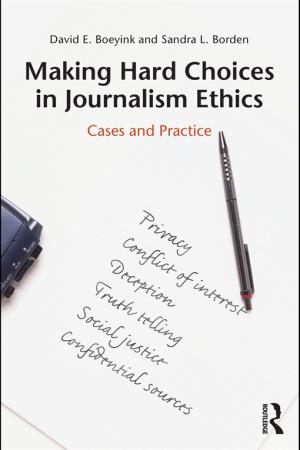 David E. Boeyink and Sandra L. Borden
Making Hard Choices
in Journalism Ethics
Cases and Practice
Privacy
Conflict of interest
Deception
Truth telling
Social justice
Confidential sources
ROUTLEDGE